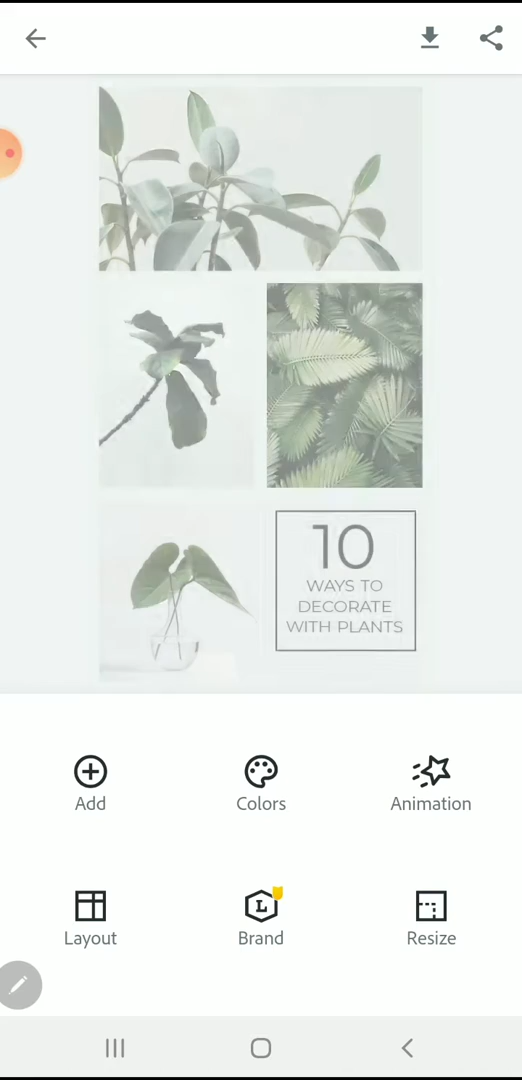 10
WAYS TO
DECORATE
WITH PLANTS
Add
Colors
Animation
Layout
L
Brand
Resize